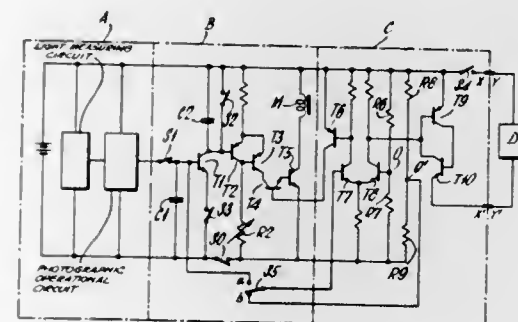 A
B
C
LIGHT MEASURING CIRCUIT
S1
C2
S2
T1
T2
T3
T4
T5
M
T6
R6
R8
S4
X
Y
T9
D
T7
T8
Q
Q'
T10
C1
S3
R2
R7
X'
Y'
S0
R9
a
S5
b
PHOTOGRAPHIC OPERATIONAL CIRCUIT